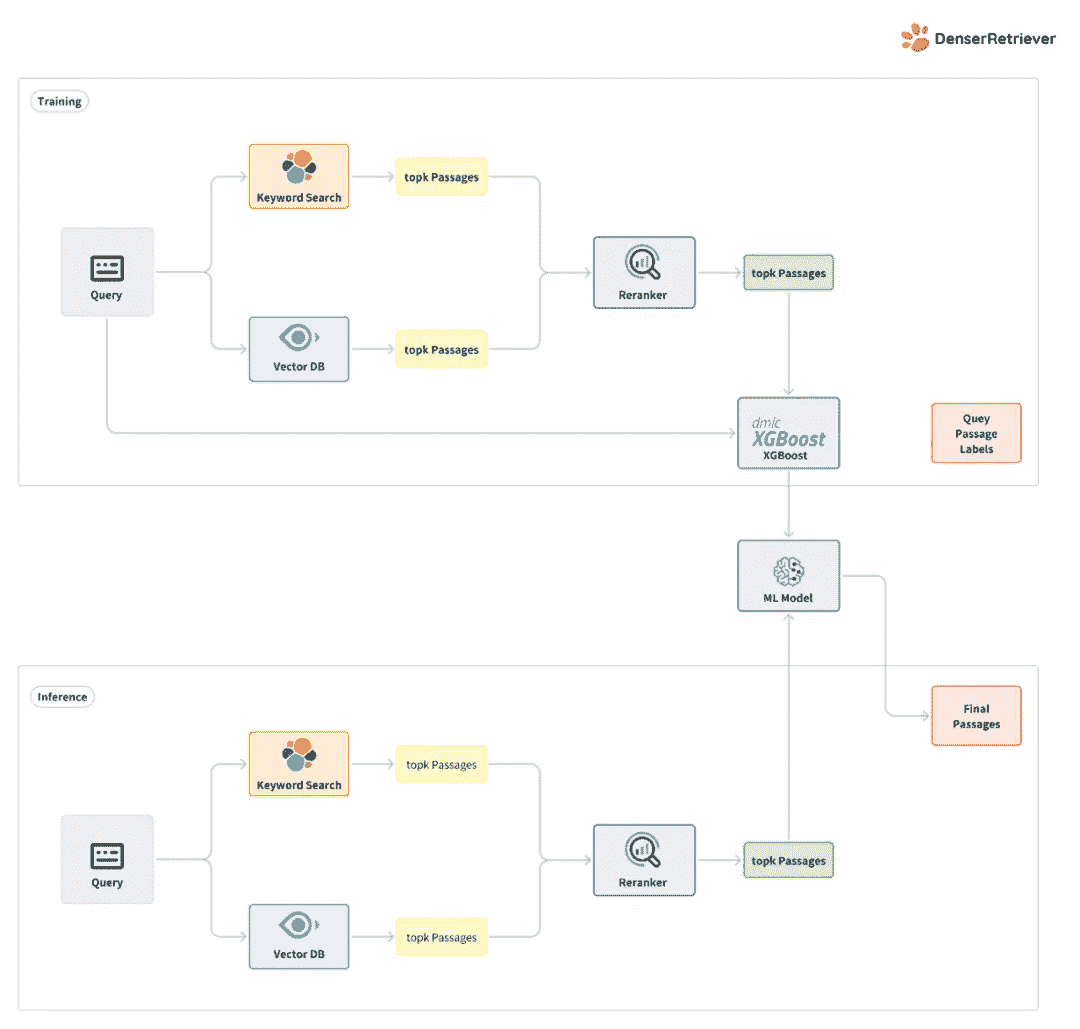 DenserRetriever
Training
Keyword Search
topk Passages
Query
Reranker
topk Passages
Vector DB
topk Passages
dmlc
XGBoost
XGBoost
Quey
Passage
Labels
ML Model
Inference
Final
Passages
Keyword Search
topk Passages
Query
Reranker
topk Passages
Vector DB
topk Passages